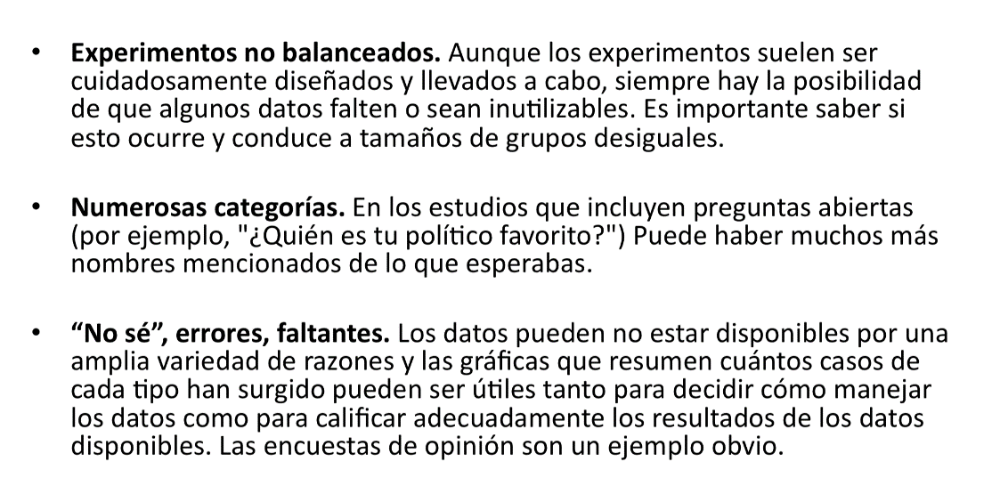 • Experimentos no balanceados. Aunque los experimentos suelen ser
cuidadosamente diseñados y llevados a cabo, siempre hay la posibilidad
de que algunos datos falten o sean inutilizables. Es importante saber si
esto ocurre y conduce a tamaños de grupos desiguales.
• Numerosas categorías. En los estudios que incluyen preguntas abiertas
(por ejemplo, "¿Quién es tu político favorito?") Puede haber muchos más
nombres mencionados de lo que esperabas.
• “No sé”, errores, faltantes. Los datos pueden no estar disponibles por una
amplia variedad de razones y las gráficas que resumen cuántos casos de
cada tipo han surgido pueden ser útiles tanto para decidir cómo manejar
los datos como para calificar adecuadamente los resultados de los datos
disponibles. Las encuestas de opinión son un ejemplo obvio.